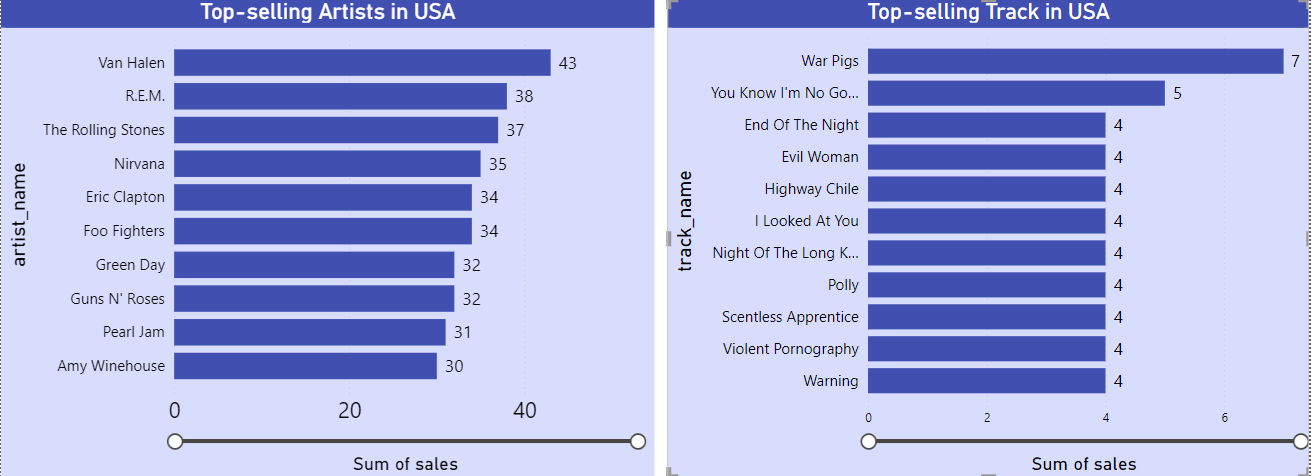 Top-selling Artists in USA
artist_name
Van Halen 43
R.E.M. 38
The Rolling Stones 37
Nirvana 35
Eric Clapton 34
Foo Fighters 34
Green Day 32
Guns N' Roses 32
Pearl Jam 31
Amy Winehouse 30
0 20 40
Sum of sales
Top-selling Track in USA
track_name
War Pigs 7
You Know I'm No Go... 5
End Of The Night 4
Evil Woman 4
Highway Chile 4
I Looked At You 4
Night Of The Long K... 4
Polly 4
Scentless Apprentice 4
Violent Pornography 4
Warning 4
0 2 4 6
Sum of sales